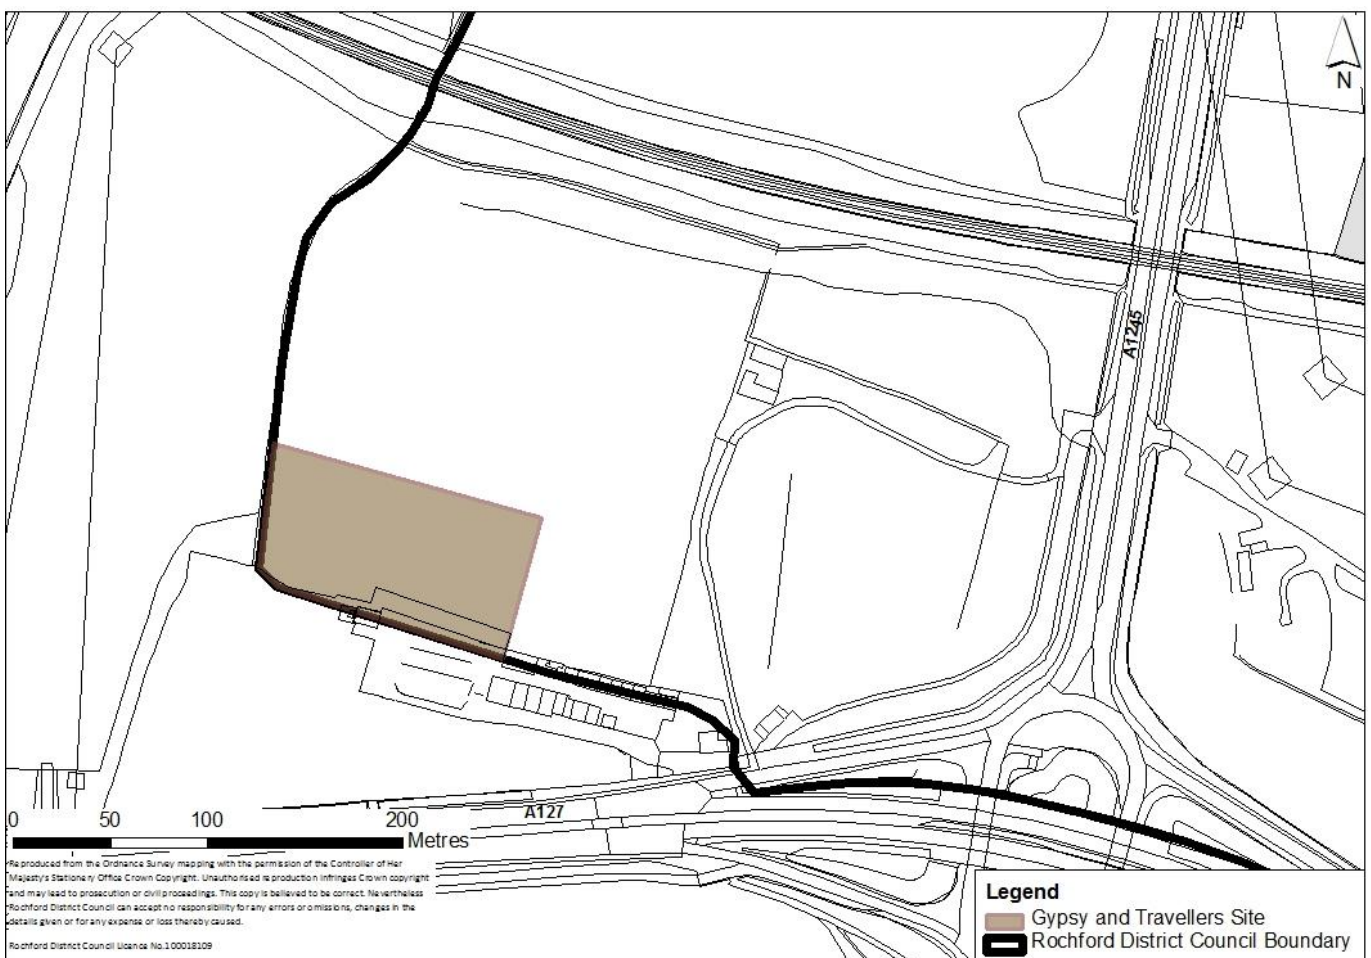 N
A1245
A127
0 50 100 200
Metres
Reproduced from the Ordnance Survey mapping with the permission of the Controller of Her
Majesty's Stationery Office Crown Copyright. Unauthorised reproduction infringes Crown copyright
and may lead to prosecution or civil proceedings. This copy is believed to be correct. Nevertheless
Rochford District Council can accept no responsibility for any errors or omissions, changes in the
details given or for any expense or loss thereby caused.
Rochford District Council Licence No.100018109
Legend
Gypsy and Travellers Site
Rochford District Council Boundary